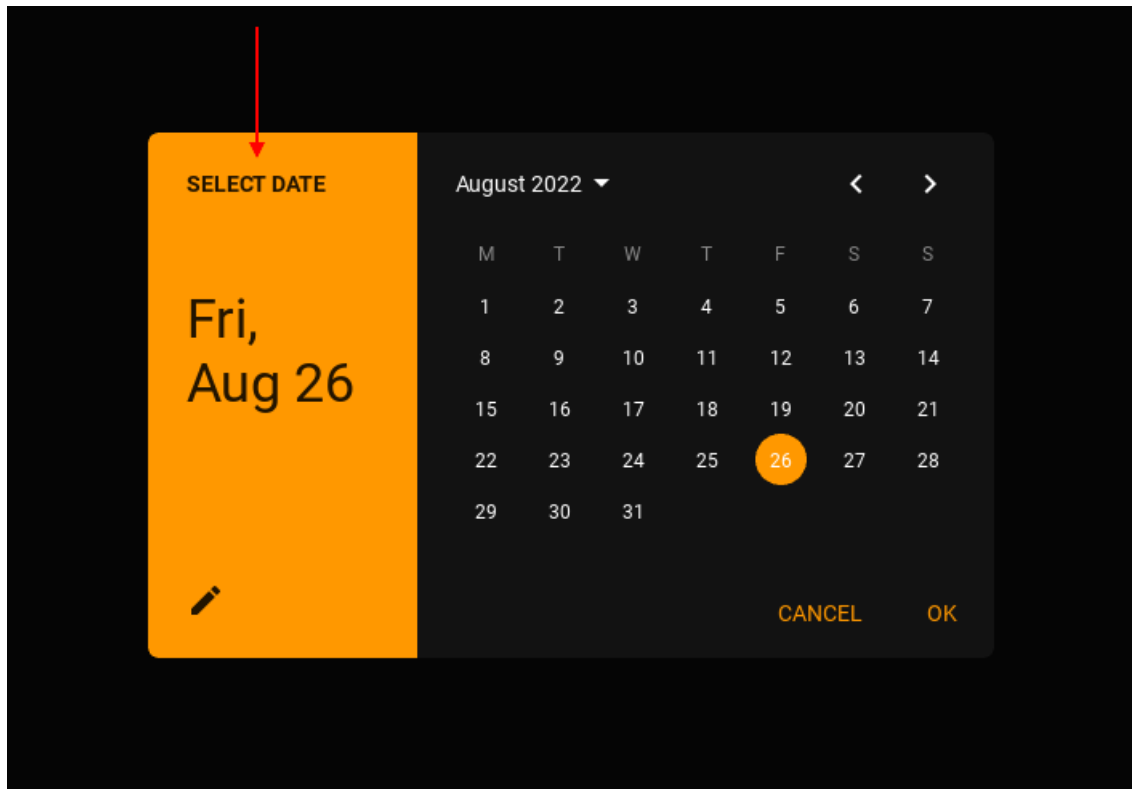 SELECT DATE
Fri,
Aug 26
August 2022
M T W T F S S
1 2 3 4 5 6 7
8 9 10 11 12 13 14
15 16 17 18 19 20 21
22 23 24 25 26 27 28
29 30 31
CANCEL OK